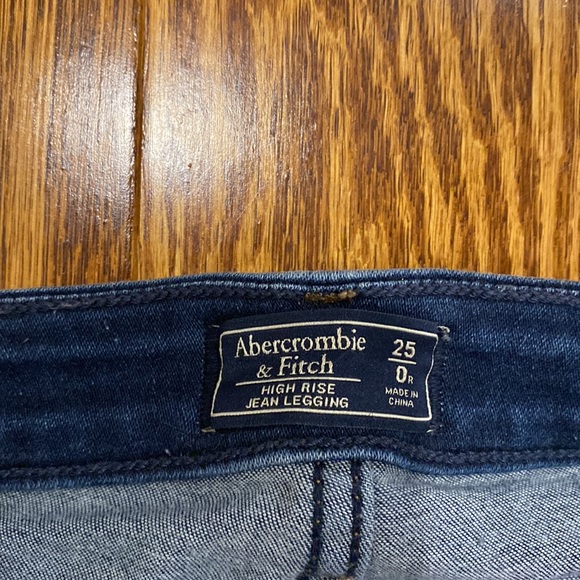 Abercrombie
& Fitch
HIGH RISE
JEAN LEGGING
25
0R
MADE IN
CHINA